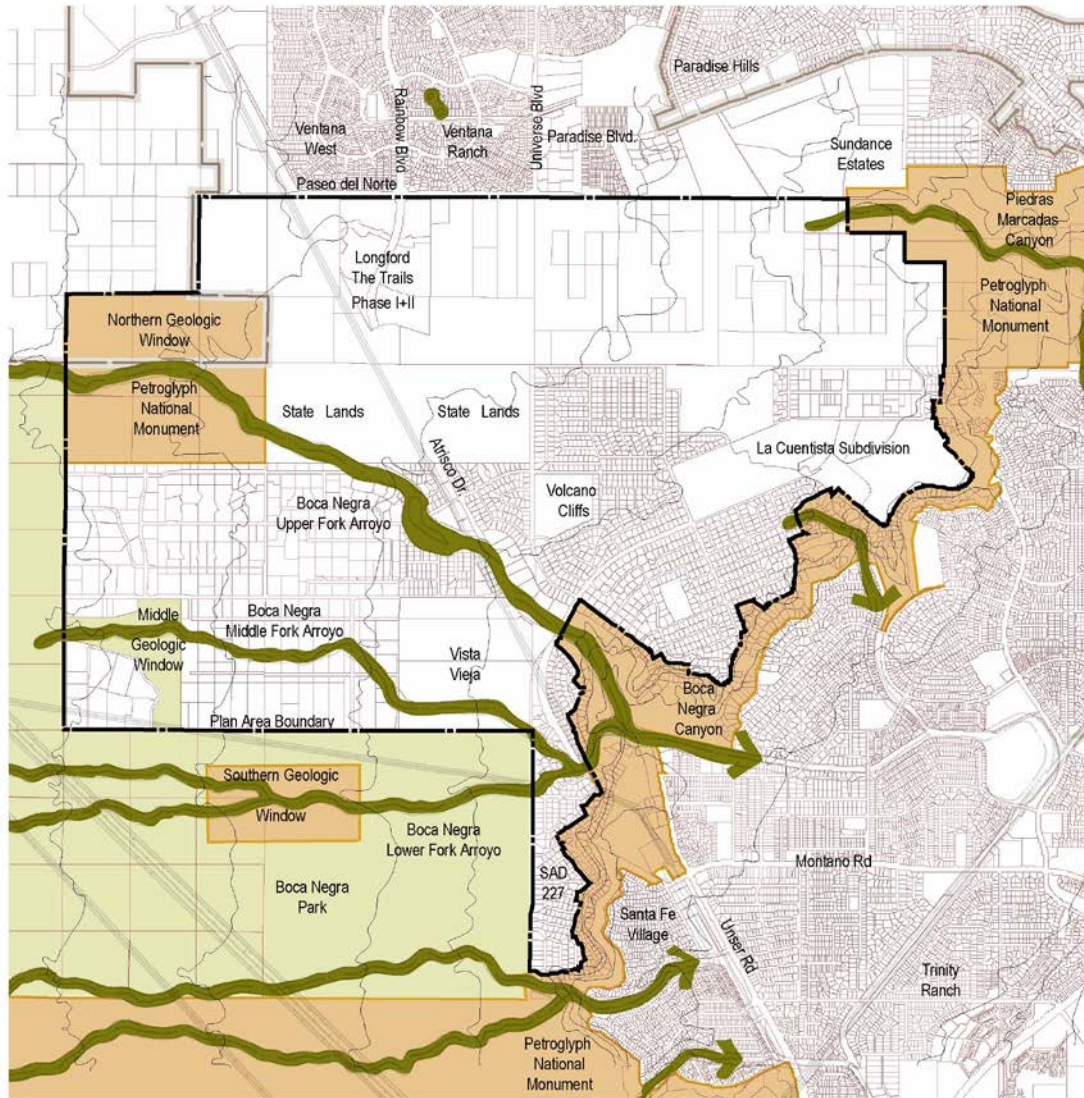 Paradise Hills
Rainbow Blvd
Universe Blvd
Ventana
West
Ventana
Ranch
Paradise Blvd.
Sundance
Estates
Paseo del Norte
Piedras
Marcadas
Canyon
Longford
The Trails
Phase I+II
Petroglyph
National
Monument
Northern Geologic
Window
Petroglyph
National
Monument
State Lands
State Lands
Atrisco Dr.
La Cuentista Subdivision
Volcano
Cliffs
Boca Negra
Upper Fork Arroyo
Middle
Geologic
Window
Boca Negra
Middle Fork Arroyo
Vista
Vieja
Boca
Negra
Canyon
Plan Area Boundary
Southern Geologic
Window
Boca Negra
Lower Fork Arroyo
Montano Rd
SAD
227
Boca Negra
Park
Santa Fe
Village
Unser Rd
Trinity
Ranch
Petroglyph
National
Monument